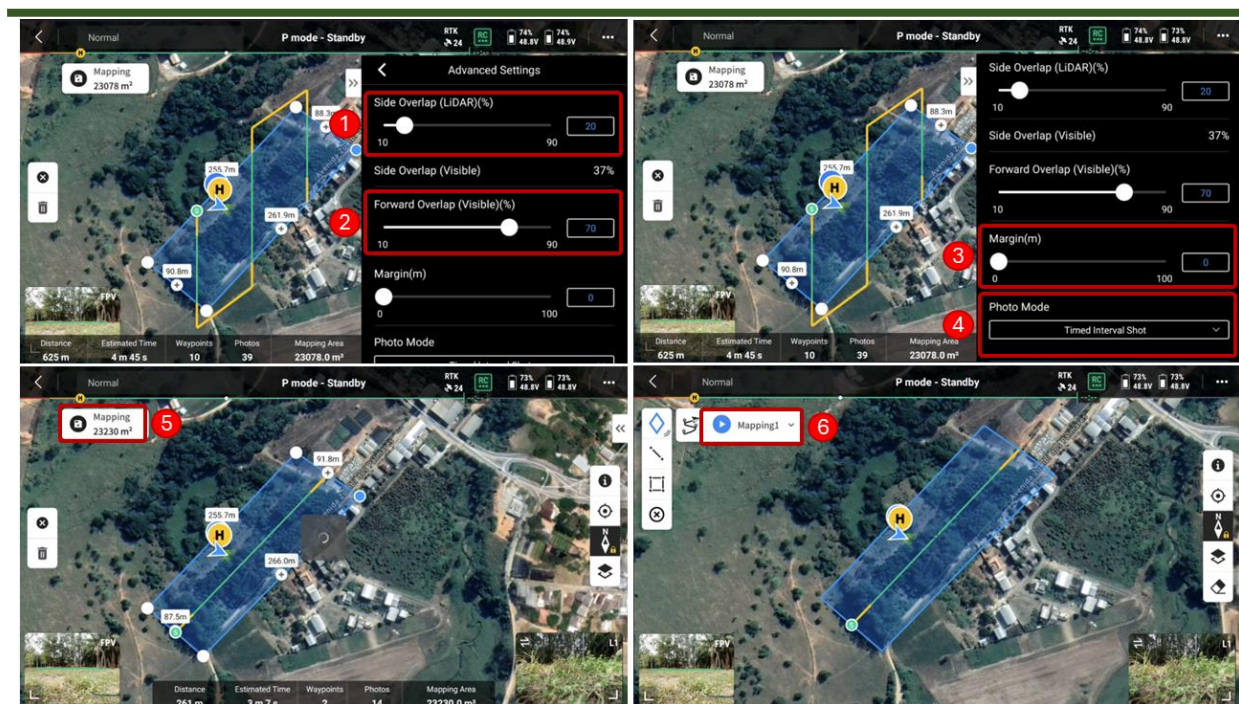 Normal
P mode - Standby
RTK
24
RC
74%
48.8V
74%
48.9V
Mapping
23078 m²
Advanced Settings
Side Overlap (LiDAR)(%)
1
20
10
90
Side Overlap (Visible)
37%
Forward Overlap (Visible)(%)
2
70
10
90
Margin(m)
0
0
100
Photo Mode
88.3m
255.7m
H
S
261.9m
90.8m
FPV
Distance
625 m
Estimated Time
4 m 45 s
Waypoints
10
Photos
39
Mapping Area
23078.0 m²
Normal
P mode - Standby
RTK
24
RC
74%
48.8V
73%
48.8V
Mapping
23078 m²
Side Overlap (LiDAR)(%)
20
10
90
Side Overlap (Visible)
37%
Forward Overlap (Visible)(%)
70
10
90
Margin(m)
3
0
0
100
Photo Mode
4
Timed Interval Shot
88.3m
255.7m
H
S
261.9m
90.8m
FPV
Distance
625 m
Estimated Time
4 m 45 s
Waypoints
10
Photos
39
Mapping Area
23078.0 m²
Normal
P mode - Standby
RTK
24
RC
73%
48.8V
73%
48.8V
Mapping
23230 m²
5
91.8m
255.7m
H
266.0m
87.5m
S
N
FPV
L1
Distance
261 m
Estimated Time
3 m 7 s
Waypoints
2
Photos
14
Mapping Area
23230.0 m²
Normal
P mode - Standby
RTK
24
RC
73%
48.8V
73%
48.8V
Mapping1
6
H
S
N
FPV
L1